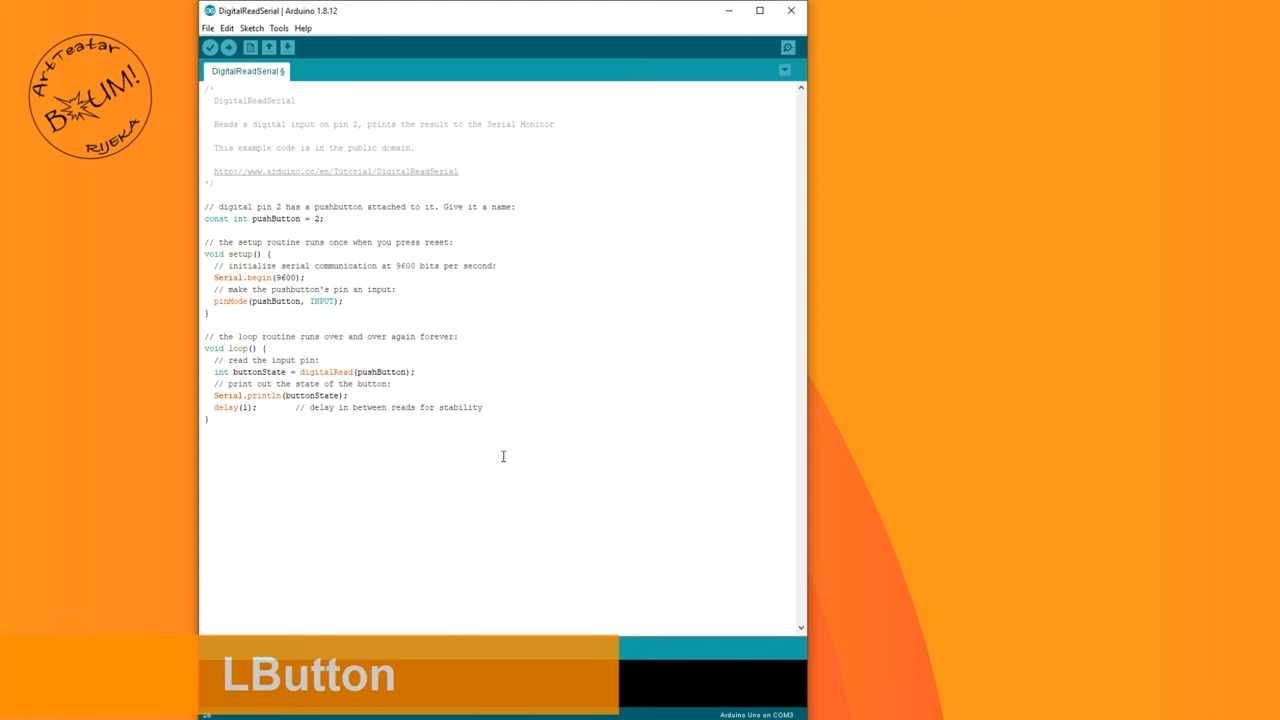 DigitalReadSerial | Arduino 1.8.12
File Edit Sketch Tools Help
DigitalReadSerial §
ArtTeatar
BOUM!
RIJEKA
/*
DigitalReadSerial
Reads a digital input on pin 2, prints the result to the Serial Monitor
This example code is in the public domain.
http://www.arduino.cc/en/Tutorial/DigitalReadSerial
*/
// digital pin 2 has a pushbutton attached to it. Give it a name:
const int pushButton = 2;
// the setup routine runs once when you press reset:
void setup() {
// initialize serial communication at 9600 bits per second:
Serial.begin(9600);
// make the pushbutton's pin an input:
pinMode(pushButton, INPUT);
}
// the loop routine runs over and over again forever:
void loop() {
// read the input pin:
int buttonState = digitalRead(pushButton);
// print out the state of the button:
Serial.println(buttonState);
delay(1);        // delay in between reads for stability
}
LButton
Arduino Uno on COM3